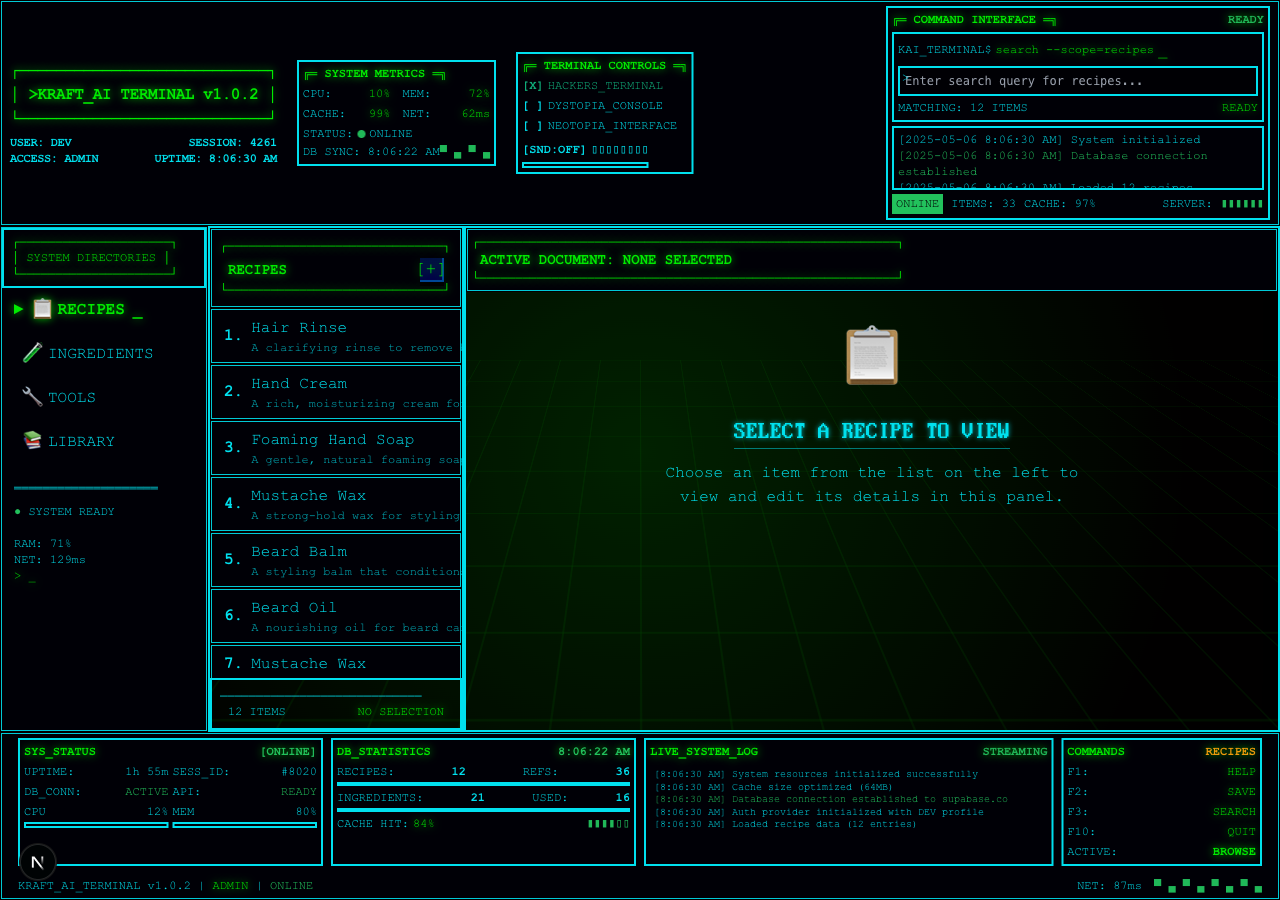 >KRAFT_AI TERMINAL v1.0.2
USER: DEV SESSION: 4261
ACCESS: ADMIN UPTIME: 8:06:30 AM
SYSTEM METRICS
CPU: 10% MEM: 72%
CACHE: 99% NET: 62ms
STATUS: ONLINE
DB SYNC: 8:06:22 AM
TERMINAL CONTROLS
[X] HACKERS_TERMINAL
[ ] DYSTOPIA_CONSOLE
[ ] NEOTOPIA_INTERFACE
[SND:OFF]
COMMAND INTERFACE READY
KAI_TERMINAL$ search --scope=recipes _
Enter search query for recipes...
MATCHING: 12 ITEMS READY
[2025-05-06 8:06:30 AM] System initialized
[2025-05-06 8:06:30 AM] Database connection
established
[2025-05-06 8:06:30 AM] Loaded 12 recipes
ONLINE ITEMS: 33 CACHE: 97% SERVER:
SYSTEM DIRECTORIES
RECIPES _
INGREDIENTS
TOOLS
LIBRARY
SYSTEM READY
RAM: 71%
NET: 129ms
> _
RECIPES [+]
1. Hair Rinse
A clarifying rinse to remove
2. Hand Cream
A rich, moisturizing cream fo
3. Foaming Hand Soap
A gentle, natural foaming soa
4. Mustache Wax
A strong-hold wax for styling
5. Beard Balm
A styling balm that condition
6. Beard Oil
A nourishing oil for beard ca
7. Mustache Wax
12 ITEMS NO SELECTION
ACTIVE DOCUMENT: NONE SELECTED
SELECT A RECIPE TO VIEW
Choose an item from the list on the left to
view and edit its details in this panel.
SYS_STATUS [ONLINE]
UPTIME: 1h 55m SESS_ID: #8020
DB_CONN: ACTIVE API: READY
CPU 12% MEM 80%
DB_STATISTICS 8:06:22 AM
RECIPES: 12 REFS: 36
INGREDIENTS: 21 USED: 16
CACHE HIT: 84%
LIVE_SYSTEM_LOG STREAMING
[8:06:30 AM] System resources initialized successfully
[8:06:30 AM] Cache size optimized (64MB)
[8:06:30 AM] Database connection established to supabase.co
[8:06:30 AM] Auth provider initialized with DEV profile
[8:06:30 AM] Loaded recipe data (12 entries)
COMMANDS RECIPES
F1: HELP
F2: SAVE
F3: SEARCH
F10: QUIT
ACTIVE: BROWSE
N
KRAFT_AI_TERMINAL v1.0.2 | ADMIN | ONLINE
NET: 87ms